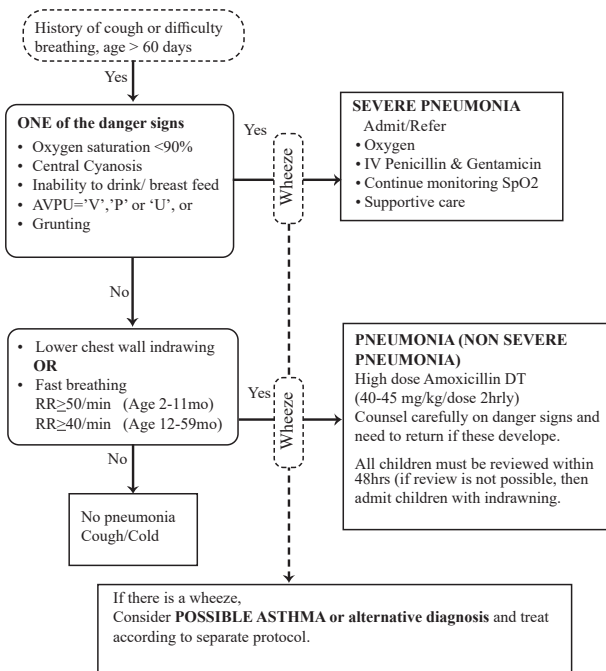 History of cough or difficulty
breathing, age > 60 days
Yes
ONE of the danger signs
• Oxygen saturation <90%
• Central Cyanosis
• Inability to drink/ breast feed
• AVPU='V','P' or 'U', or
• Grunting
Yes
Wheeze
SEVERE PNEUMONIA
Admit/Refer
• Oxygen
• IV Penicillin & Gentamicin
• Continue monitoring SpO2
• Supportive care
No
• Lower chest wall indrawing
OR
• Fast breathing
RR≥50/min (Age 2-11mo)
RR≥40/min (Age 12-59mo)
Yes
Wheeze
PNEUMONIA (NON SEVERE
PNEUMONIA)
High dose Amoxicillin DT
(40-45 mg/kg/dose 2hrly)
Counsel carefully on danger signs and
need to return if these develope.
All children must be reviewed within
48hrs (if review is not possible, then
admit children with indrawning.
No
No pneumonia
Cough/Cold
If there is a wheeze,
Consider POSSIBLE ASTHMA or alternative diagnosis and treat
according to separate protocol.